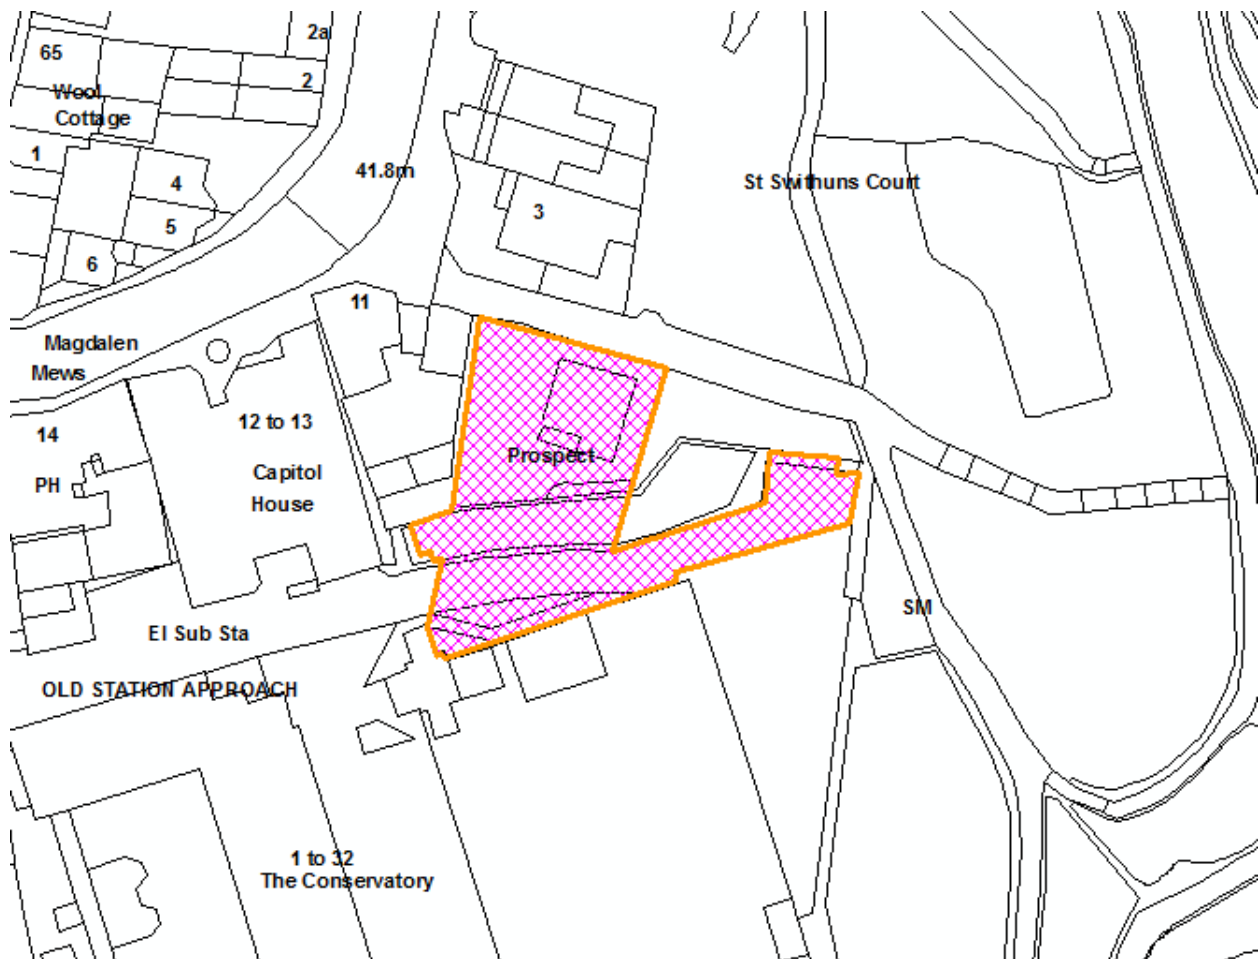 2a
65
2
Wool
Cottage
1
4
41.8m
St Swithuns Court
5
3
6
11
Magdalen
Mews
12 to 13
14
Prospect
Capitol
PH
House
SM
El Sub Sta
OLD STATION APPROACH
1 to 32
The Conservatory